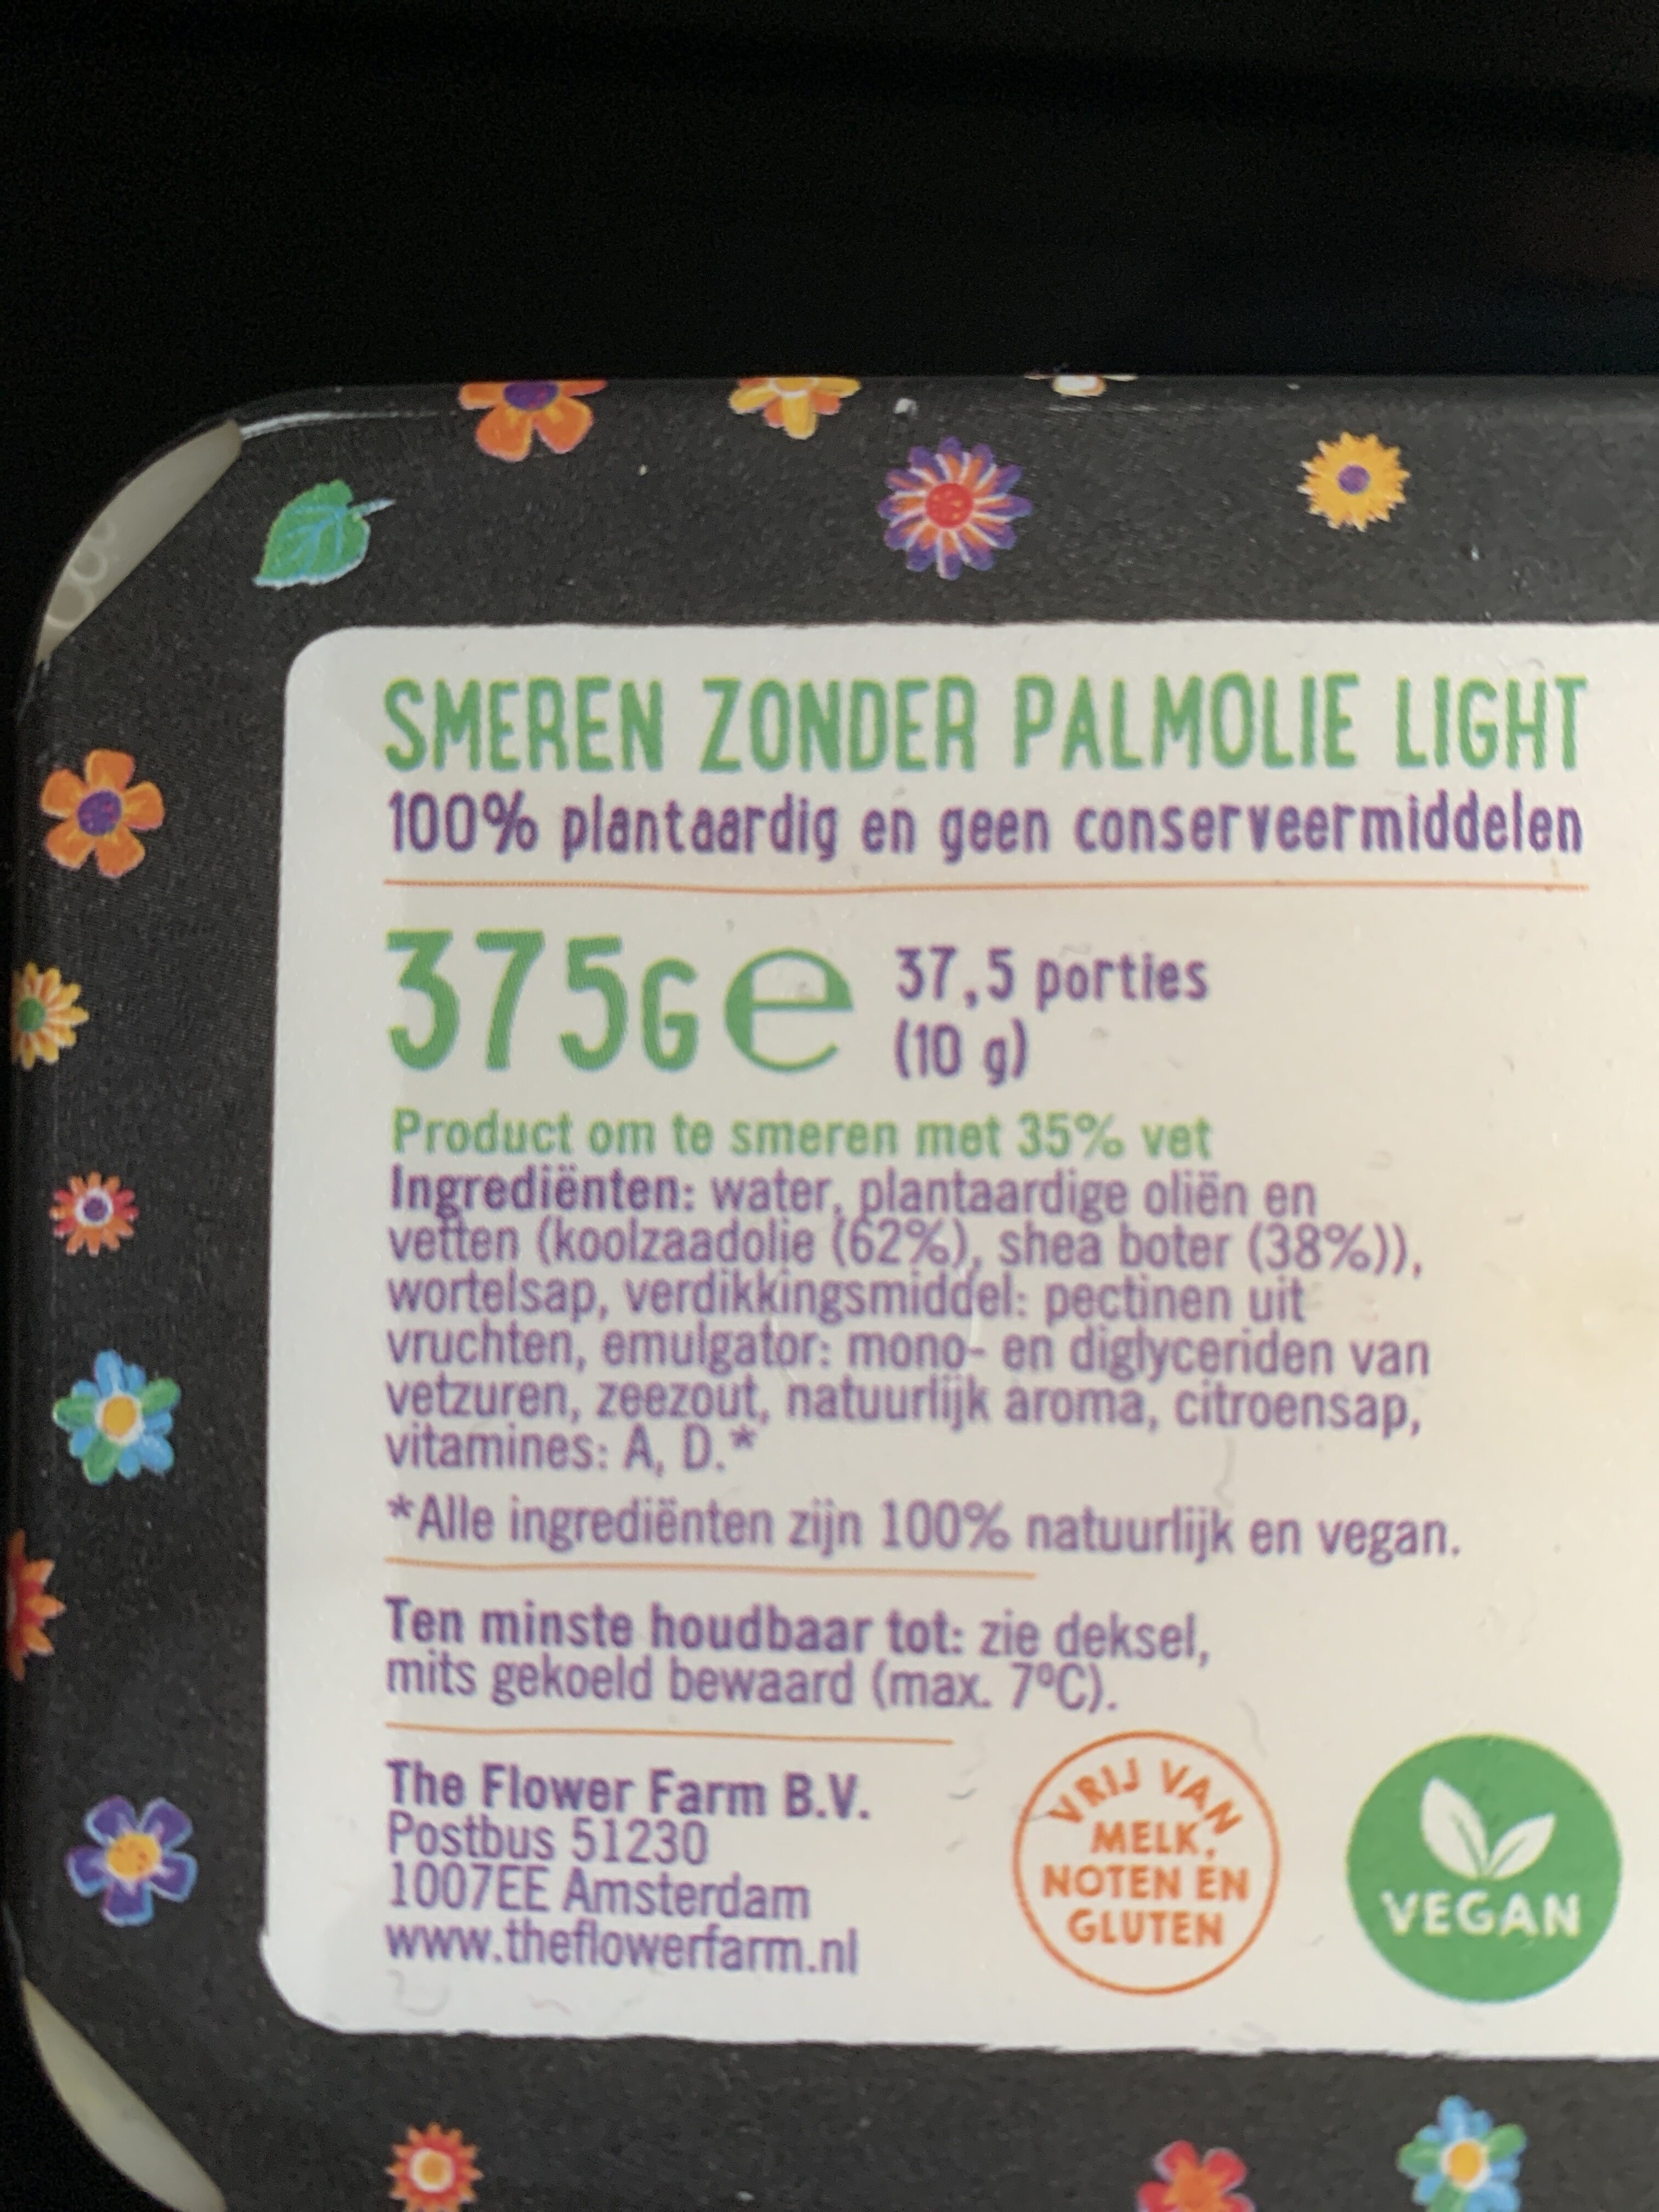 SMEREN ZONDER PALMOLIE LIGHT
100% plantaardig en geen conserveermiddelen
375G e
37,5 porties
(10 g)
Product om te smeren met 35% vet
Ingrediënten: water, plantaardige oliën en
vetten (koolzaadolie (62%), shea boter (38%)),
wortelsap, verdikkingsmiddel: pectinen uit
vruchten, emulgator: mono- en diglyceriden van
vetzuren, zeezout, natuurlijk aroma, citroensap,
vitamines: A, D.*
*Alle ingrediënten zijn 100% natuurlijk en vegan.
Ten minste houdbaar tot: zie deksel,
mits gekoeld bewaard (max. 7ºC).
The Flower Farm B.V.
Postbus 51230
1007EE Amsterdam
www.theflowerfarm.nl
VRIJ VAN
MELK,
NOTEN EN
GLUTEN
VEGAN